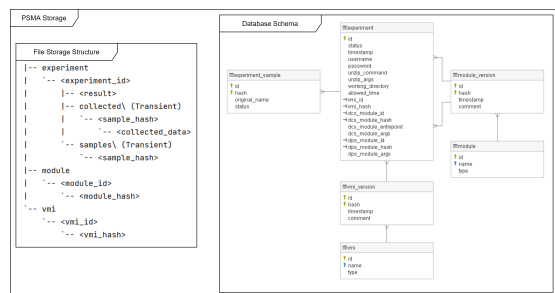 PSMA Storage
File Storage Structure
|-- experiment
|   `-- <experiment_id>
|       |-- <result>
|       |-- collected\ (Transient)
|       |   `-- <sample_hash>
|       |       `-- <collected_data>
|       `-- samples\ (Transient)
|           `-- <sample_hash>
|-- module
|   `-- <module_id>
|       `-- <module_hash>
`-- vmi
    `-- <vmi_id>
        `-- <vmi_hash>
Database Schema
experiment_sample
id
hash
original_name
status
experiment
id
status
timestamp
username
password
unzip_command
unzip_args
working_directory
allowed_time
vmi_id
vmi_hash
dcs_module_id
dcs_module_hash
dcs_module_entrypoint
dcs_module_args
dps_module_id
dps_module_hash
dps_module_args
module_version
id
hash
timestamp
comment
module
id
name
type
vmi_version
id
hash
timestamp
comment
vmi
id
name
type